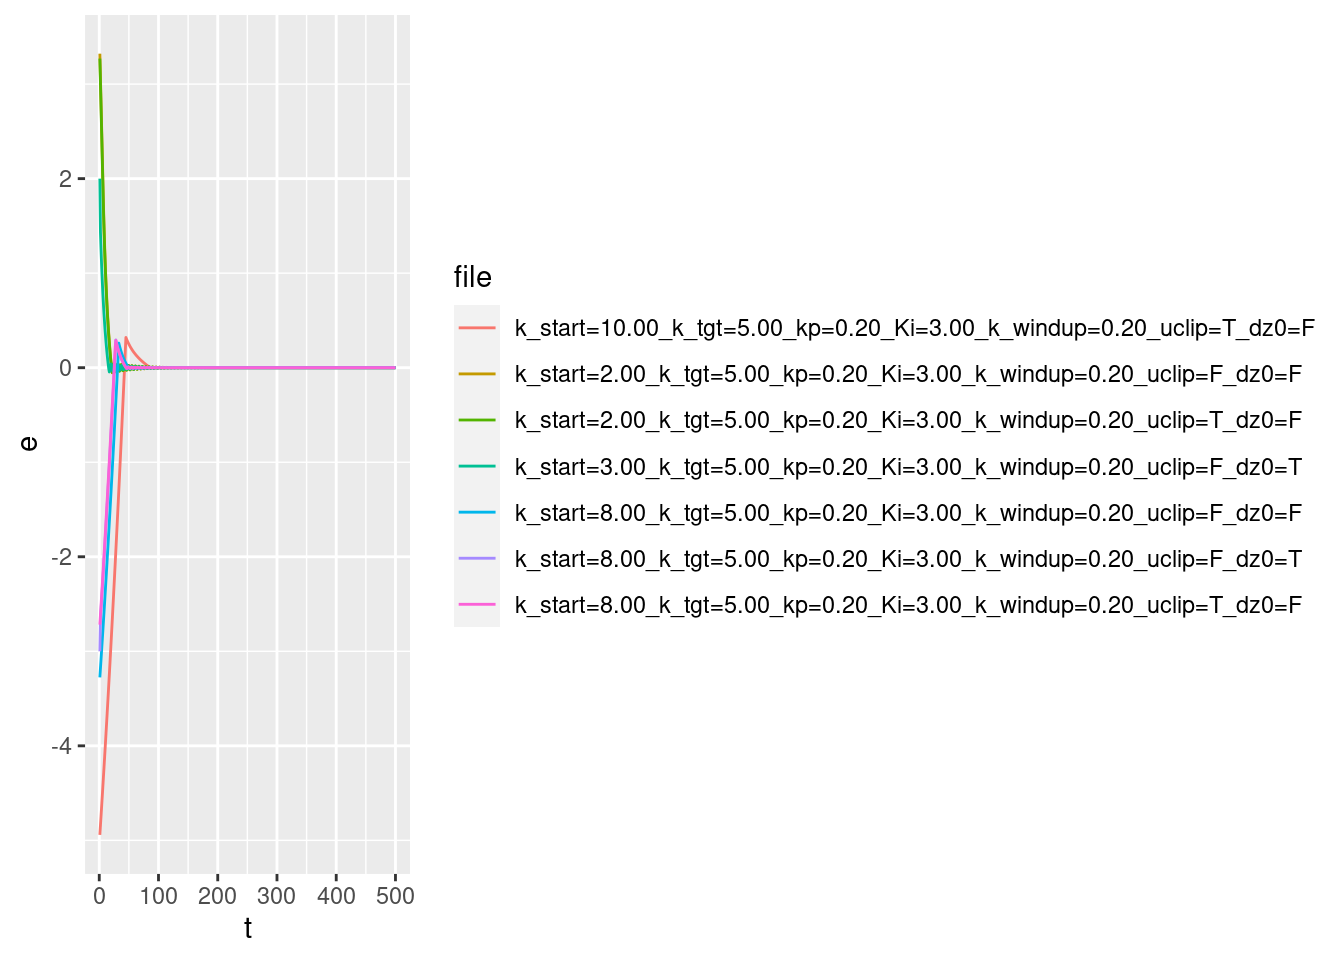 2
0
-2
-4
e
0 100 200 300 400 500
t
file
k_start=10.00_k_tgt=5.00_kp=0.20_Ki=3.00_k_windup=0.20_uclip=T_dz0=F
k_start=2.00_k_tgt=5.00_kp=0.20_Ki=3.00_k_windup=0.20_uclip=F_dz0=F
k_start=2.00_k_tgt=5.00_kp=0.20_Ki=3.00_k_windup=0.20_uclip=T_dz0=F
k_start=3.00_k_tgt=5.00_kp=0.20_Ki=3.00_k_windup=0.20_uclip=F_dz0=T
k_start=8.00_k_tgt=5.00_kp=0.20_Ki=3.00_k_windup=0.20_uclip=F_dz0=F
k_start=8.00_k_tgt=5.00_kp=0.20_Ki=3.00_k_windup=0.20_uclip=F_dz0=T
k_start=8.00_k_tgt=5.00_kp=0.20_Ki=3.00_k_windup=0.20_uclip=T_dz0=F